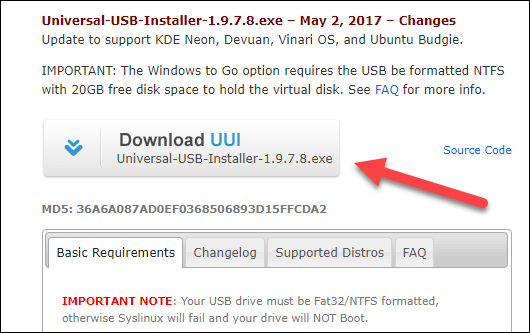 Universal-USB-Installer-1.9.7.8.exe – May 2, 2017 – Changes
Update to support KDE Neon, Devuan, Vinari OS, and Ubuntu Budgie.
IMPORTANT: The Windows to Go option requires the USB be formatted NTFS
with 20GB free disk space to hold the virtual disk. See FAQ for more info.
Download UUI
Universal-USB-Installer-1.9.7.8.exe
Source Code
MD5: 36A6A087AD0EF0368506893D15FFCDA2
Basic Requirements Changelog Supported Distros FAQ
IMPORTANT NOTE: Your USB drive must be Fat32/NTFS formatted,
otherwise Syslinux will fail and your drive will NOT Boot.